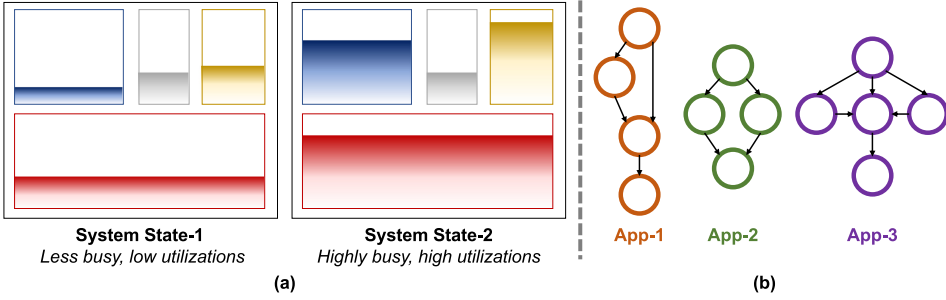 System State-1
Less busy, low utilizations
System State-2
Highly busy, high utilizations
(a)
App-1
App-2
App-3
(b)